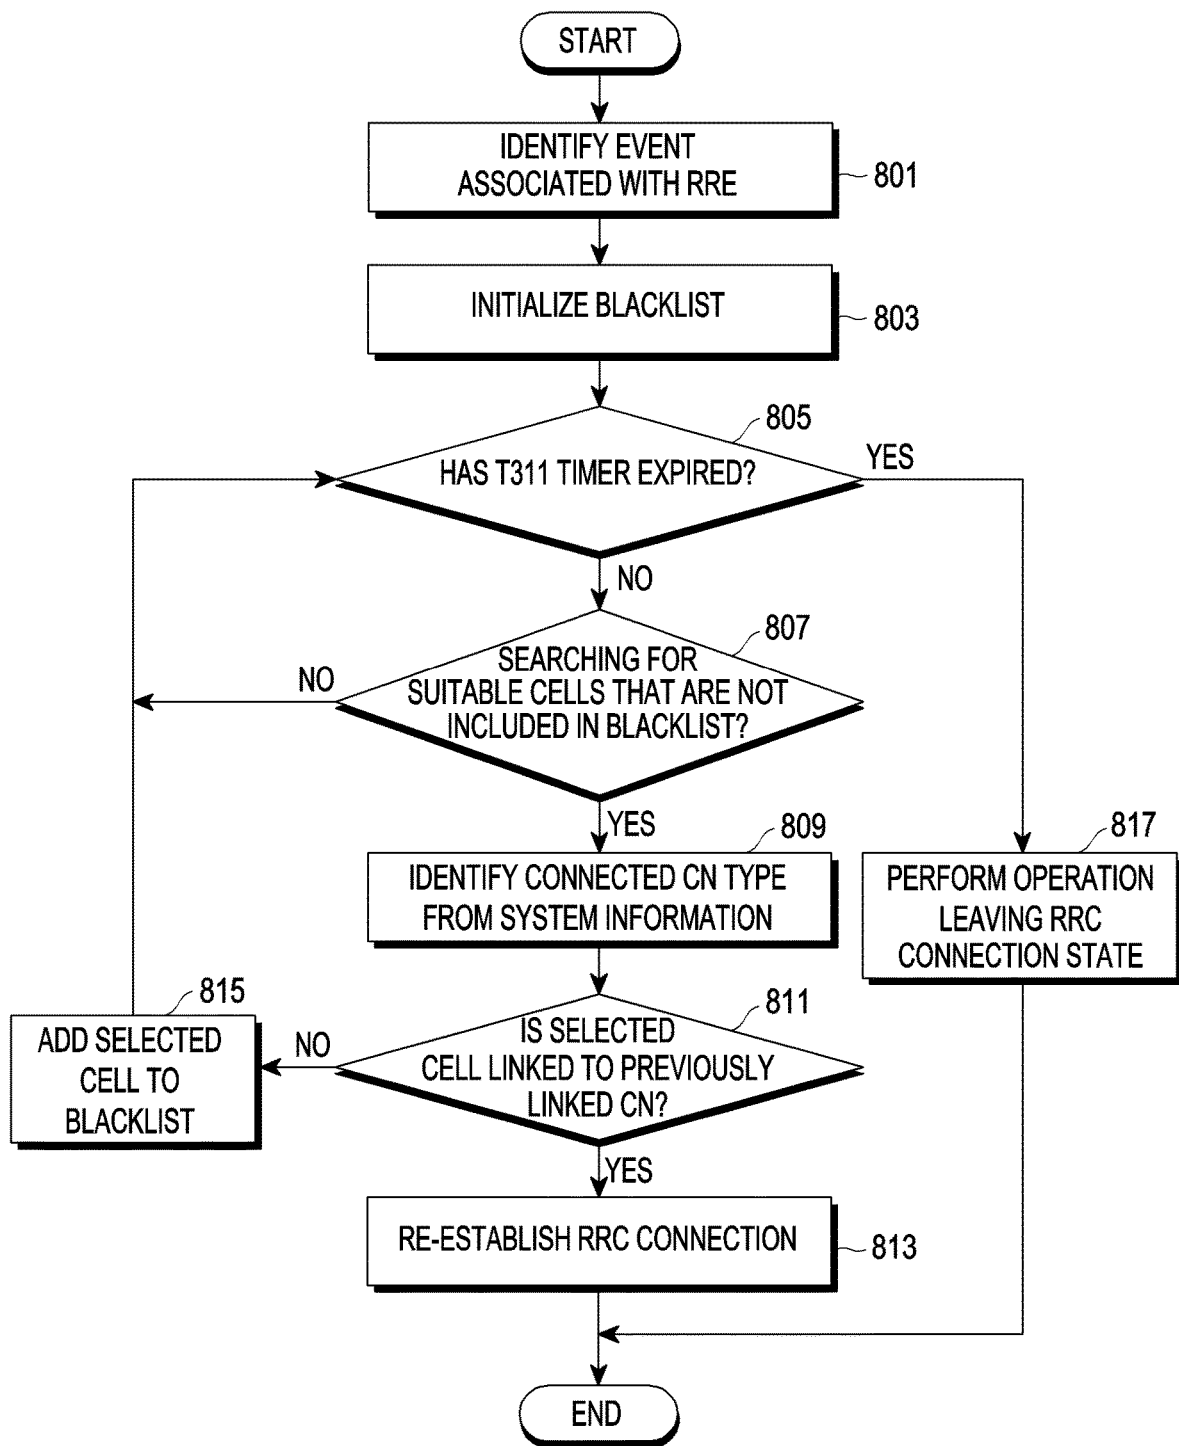 START
IDENTIFY EVENT
ASSOCIATED WITH RRE
801
INITIALIZE BLACKLIST
803
805
HAS T311 TIMER EXPIRED?
YES
NO
807
SEARCHING FOR
SUITABLE CELLS THAT ARE NOT
INCLUDED IN BLACKLIST?
NO
YES
809
IDENTIFY CONNECTED CN TYPE
FROM SYSTEM INFORMATION
817
PERFORM OPERATION
LEAVING RRC
CONNECTION STATE
811
IS SELECTED
CELL LINKED TO PREVIOUSLY
LINKED CN?
NO
815
ADD SELECTED
CELL TO
BLACKLIST
YES
RE-ESTABLISH RRC CONNECTION
813
END